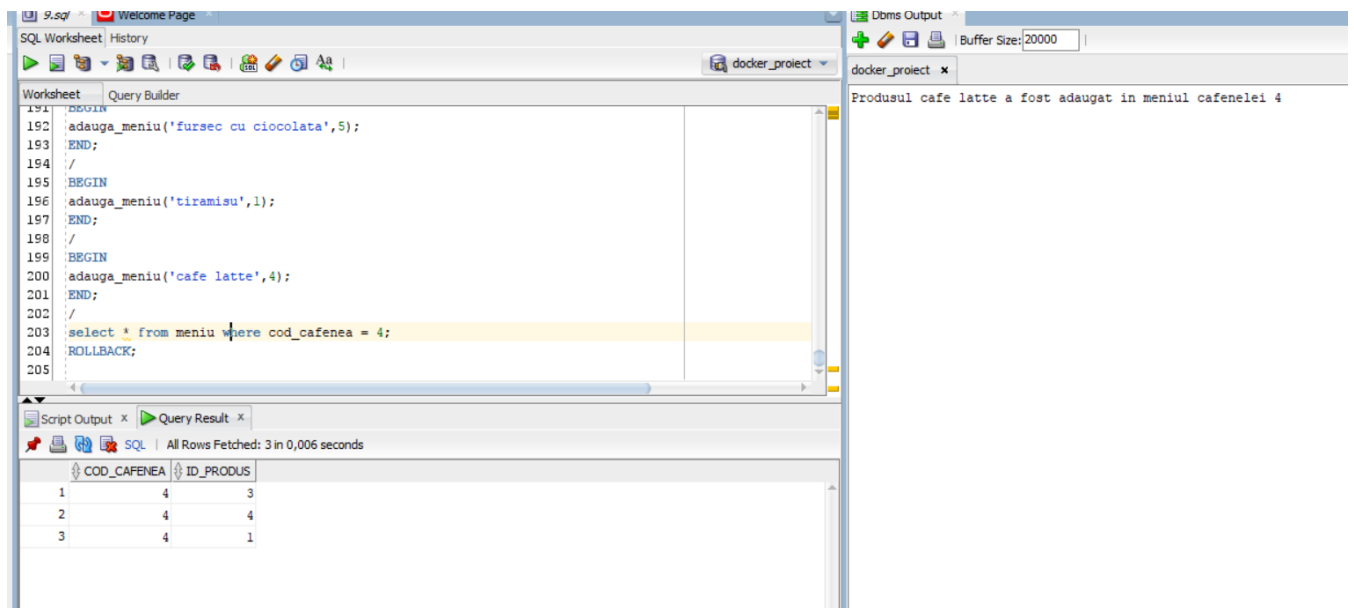 9.sql × Welcome Page ×
SQL Worksheet History
docker_proiect
Worksheet Query Builder
191 BEGIN
192 adauga_meniu('fursec cu ciocolata',5);
193 END;
194 /
195 BEGIN
196 adauga_meniu('tiramisu',1);
197 END;
198 /
199 BEGIN
200 adauga_meniu('cafe latte',4);
201 END;
202 /
203 select * from meniu where cod_cafenea = 4;
204 ROLLBACK;
205
Script Output × Query Result ×
SQL | All Rows Fetched: 3 in 0,006 seconds
COD_CAFENEA ID_PRODUS
1 4 3
2 4 4
3 4 1
Dbms Output ×
Buffer Size: 20000
docker_proiect ×
Produsul cafe latte a fost adaugat in meniul cafenelei 4